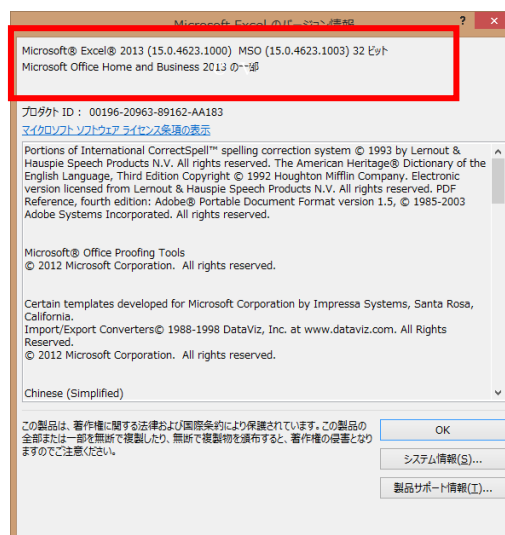 Microsoft Excel のバージョン情報
? ×
Microsoft® Excel® 2013 (15.0.4623.1000) MSO (15.0.4623.1003) 32 ビット
Microsoft Office Home and Business 2013 の一部
プロダクト ID： 00196-20963-89162-AA183
マイクロソフト ソフトウェア ライセンス条項の表示
Portions of International CorrectSpell™ spelling correction system © 1993 by Lernout &
Hauspie Speech Products N.V. All rights reserved. The American Heritage® Dictionary of the
English Language, Third Edition Copyright © 1992 Houghton Mifflin Company. Electronic
version licensed from Lernout & Hauspie Speech Products N.V. All rights reserved. PDF
Reference, fourth edition: Adobe® Portable Document Format version 1.5, © 1985-2003
Adobe Systems Incorporated. All rights reserved.
Microsoft® Office Proofing Tools
© 2012 Microsoft Corporation. All rights reserved.
Certain templates developed for Microsoft Corporation by Impressa Systems, Santa Rosa,
California.
Import/Export Converters© 1988-1998 DataViz, Inc. at www.dataviz.com. All Rights
Reserved.
© 2012 Microsoft Corporation. All rights reserved.
Chinese (Simplified)
この製品は、著作権に関する法律および国際条約により保護されています。この製品の
全部または一部を無断で複製したり、無断で複製物を頒布すると、著作権の侵害となり
ますのでご注意ください。
OK
システム情報(S)...
製品サポート情報(T)...